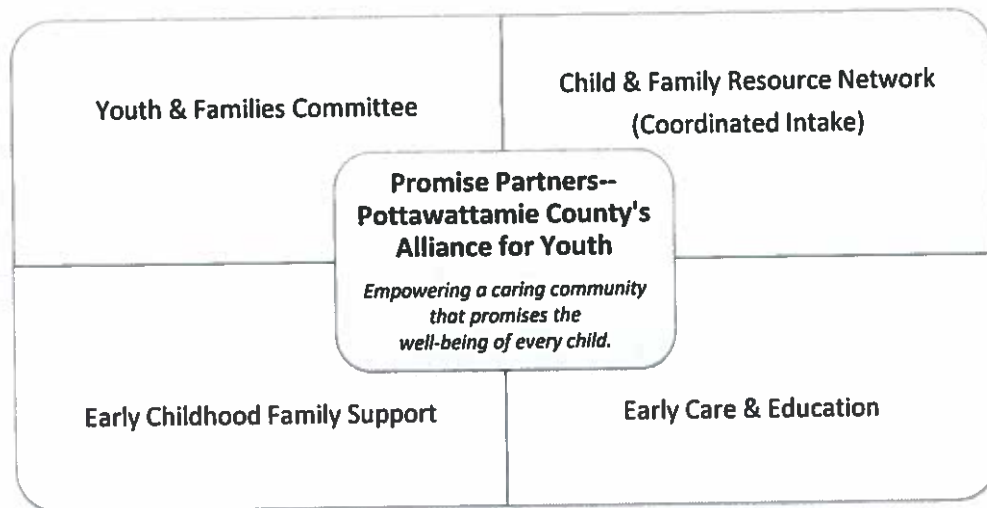 Youth & Families Committee
Child & Family Resource Network
(Coordinated Intake)
Promise Partners--
Pottawattamie County's
Alliance for Youth
Empowering a caring community
that promises the
well-being of every child.
Early Childhood Family Support
Early Care & Education